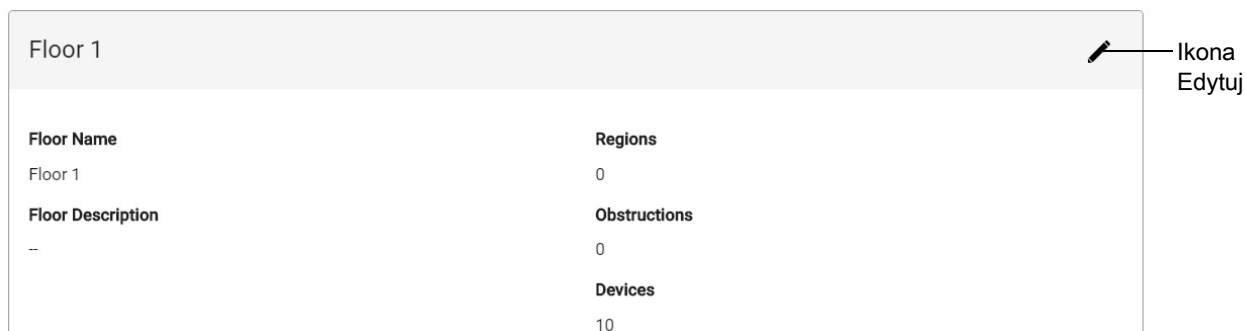 Floor 1
Ikona
Edytuj
Floor Name
Floor 1
Floor Description
--
Regions
0
Obstructions
0
Devices
10